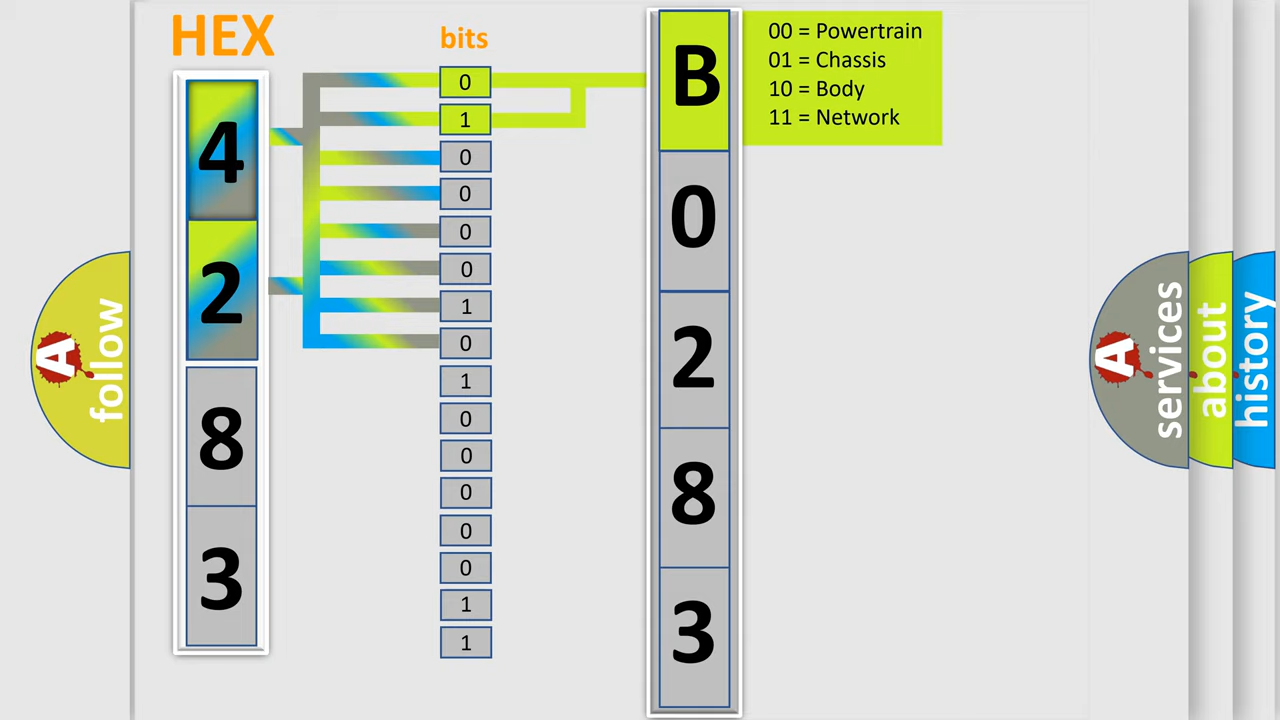 HEX
bits
4
2
8
3
0
1
0
0
0
0
1
0
1
0
0
0
0
0
1
1
B
0
2
8
3
00 = Powertrain
01 = Chassis
10 = Body
11 = Network
A
follow
A
services
about
history